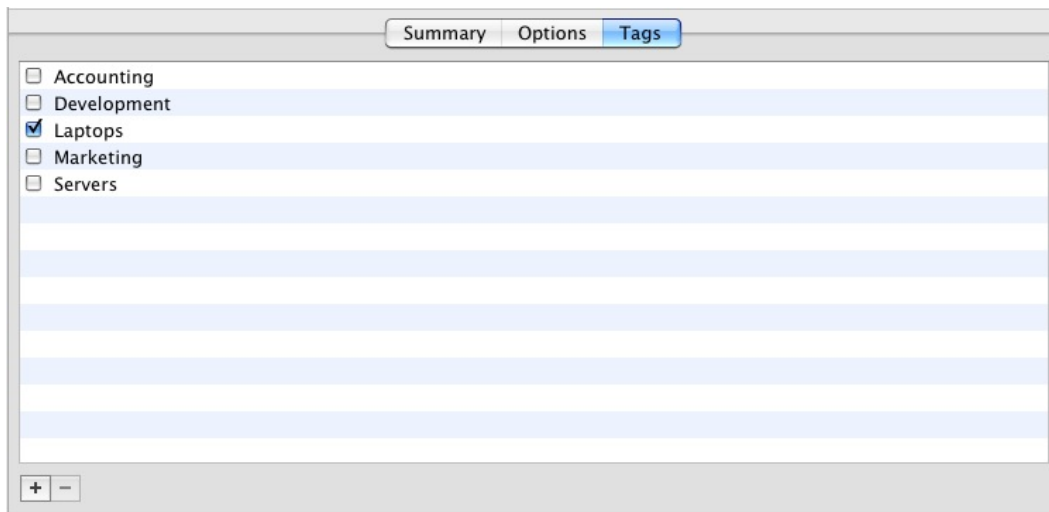 Summary Options Tags
Accounting
Development
Laptops
Marketing
Servers
+ −